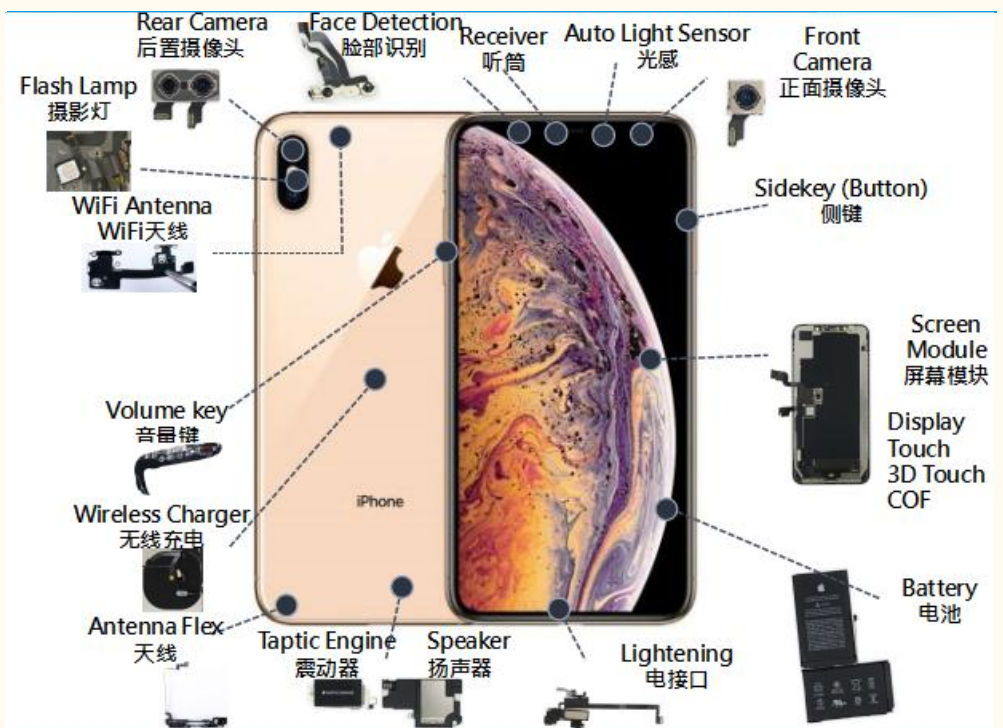 Rear Camera
后置摄像头
Face Detection
脸部识别
Receiver
听筒
Auto Light Sensor
光感
Front
Camera
正面摄像头
Flash Lamp
摄影灯
WiFi Antenna
WiFi天线
Sidekey (Button)
侧键
Screen
Module
屏幕模块
Display
Touch
3D Touch
COF
Volume key
音量键
iPhone
Wireless Charger
无线充电
Battery
电池
Antenna Flex
天线
Taptic Engine
震动器
Speaker
扬声器
Lightening
电接口